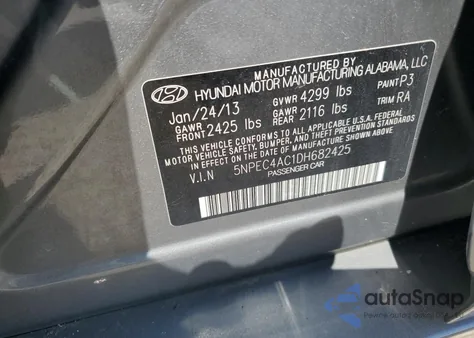 MANUFACTURED BY
HYUNDAI MOTOR MANUFACTURING ALABAMA, LLC
Jan/24/13 GVWR 4299 lbs PAINT P3
GAWR FRONT 2425 lbs GAWR REAR 2116 lbs TRIM RA
THIS VEHICLE CONFORMS TO ALL APPLICABLE FEDERAL MOTOR
VEHICLE SAFETY, BUMPER, AND THEFT PREVENTION STANDARDS
IN EFFECT ON THE DATE OF MANUFACTURE SHOWN ABOVE.
V.I.N 5NPEC4AC1DH682425
PASSENGER CAR
autoSnap